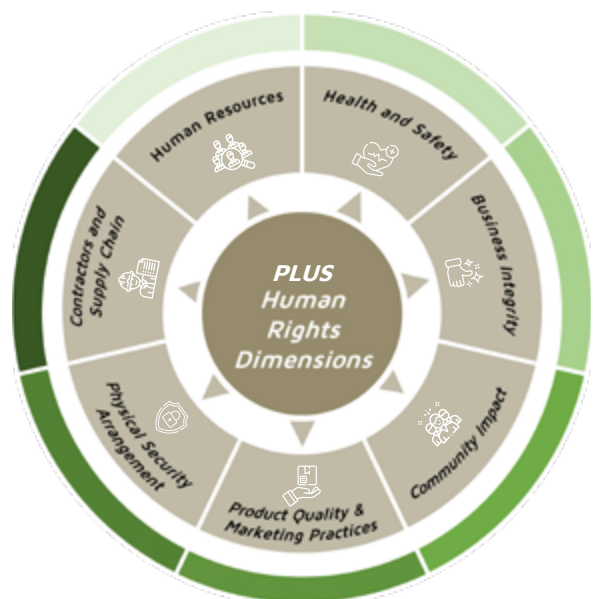 PLUS
Human
Rights
Dimensions
Health and Safety
Business Integrity
Community Impact
Product Quality &
Marketing Practices
Physical Security
Arrangement
Contractors and
Supply Chain
Human Resources